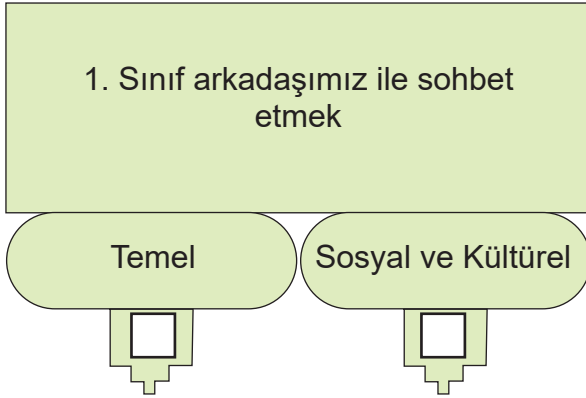 1. Sınıf arkadaşımız ile sohbet
etmek
Temel
Sosyal ve Kültürel